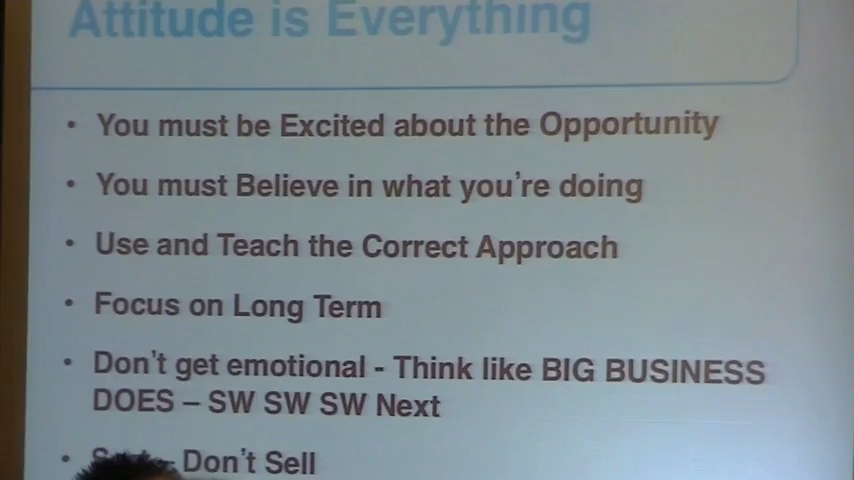 Attitude is Everything
• You must be Excited about the Opportunity
• You must Believe in what you're doing
• Use and Teach the Correct Approach
• Focus on Long Term
• Don't get emotional - Think like BIG BUSINESS
DOES – SW SW SW Next
• – Don't Sell